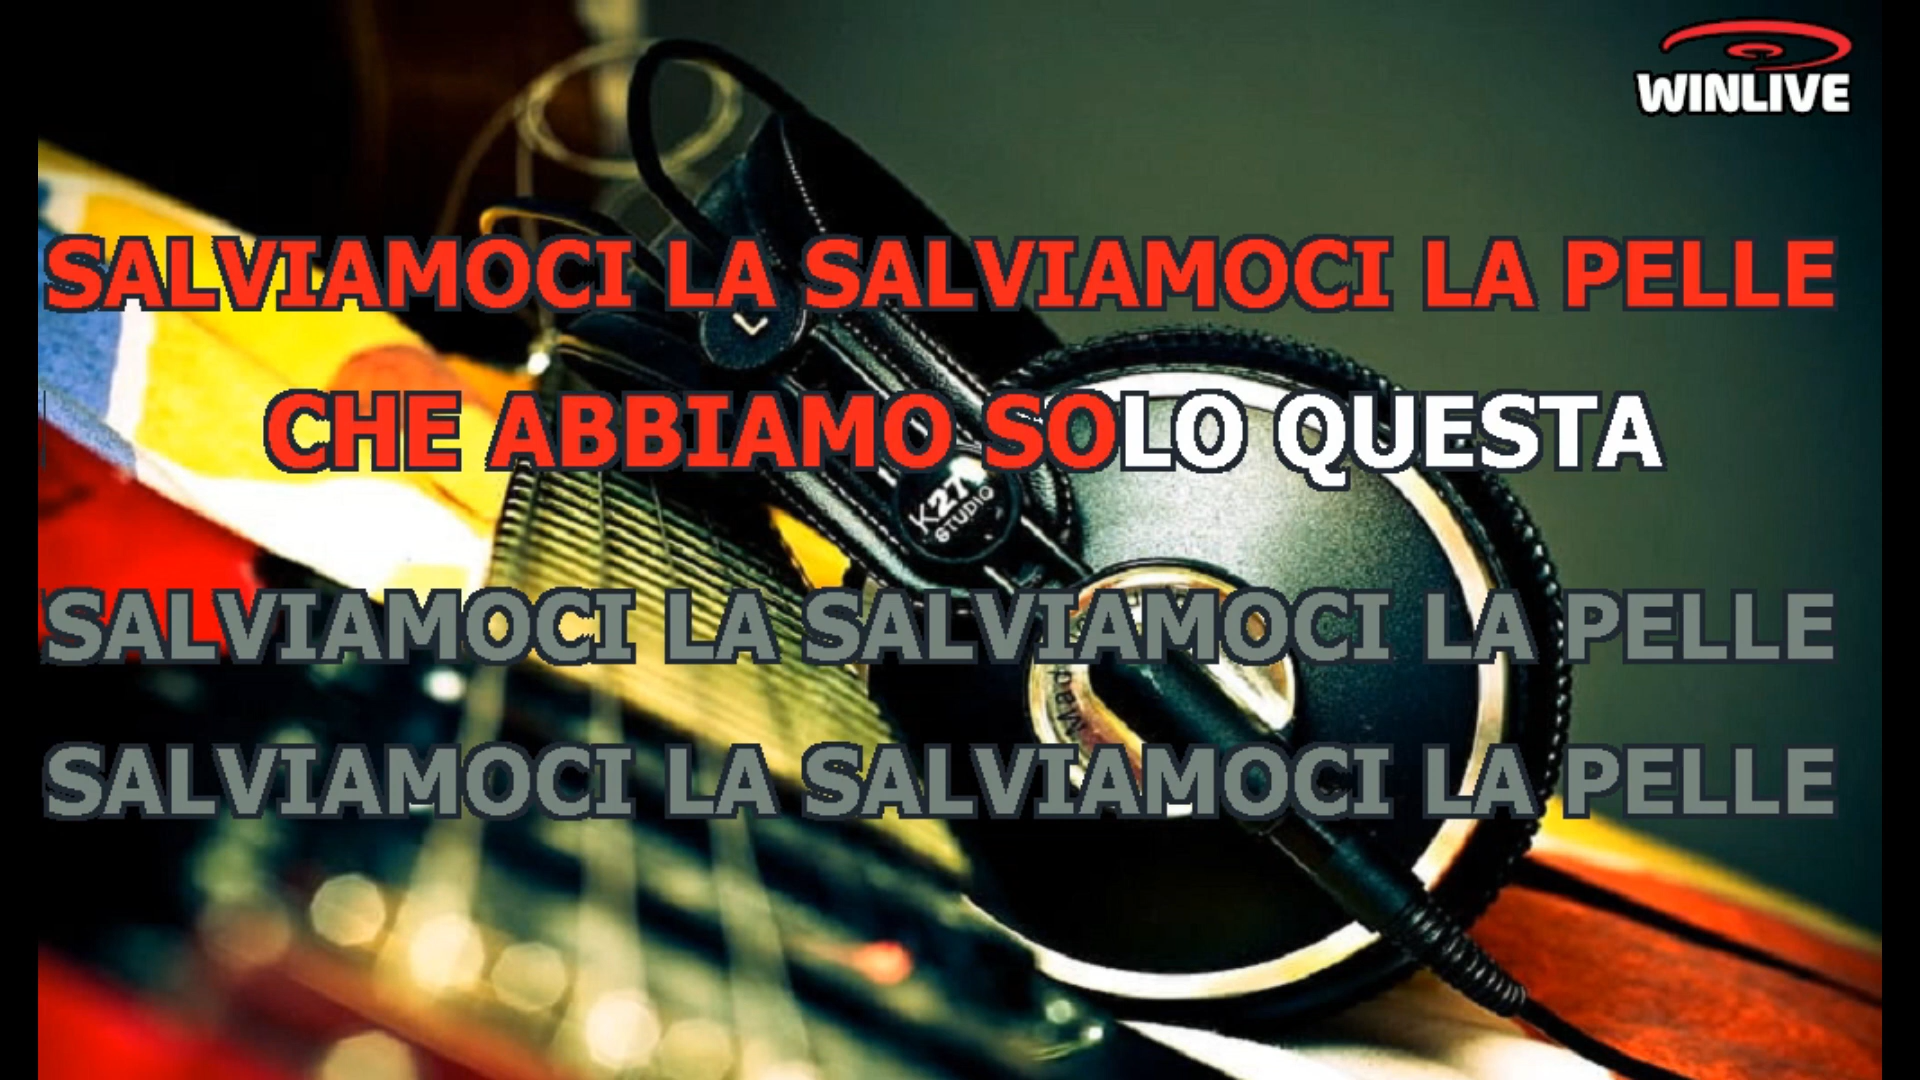 WINLIVE
SALVIAMOCI LA SALVIAMOCI LA PELLE
CHE ABBIAMO SOLO QUESTA
K271
STUDIO
SALVIAMOCI LA SALVIAMOCI LA PELLE
Mad
SALVIAMOCI LA SALVIAMOCI LA PELLE